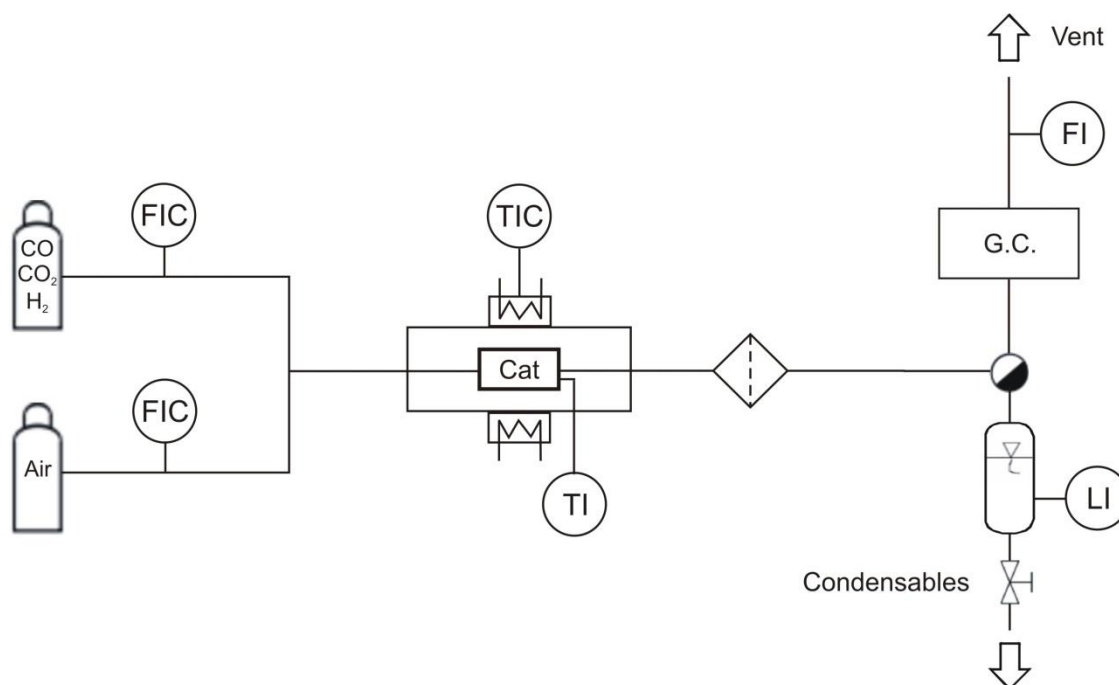 Vent
FI
FIC
TIC
CO
CO₂
H₂
G.C.
Cat
FIC
Air
TI
LI
Condensables